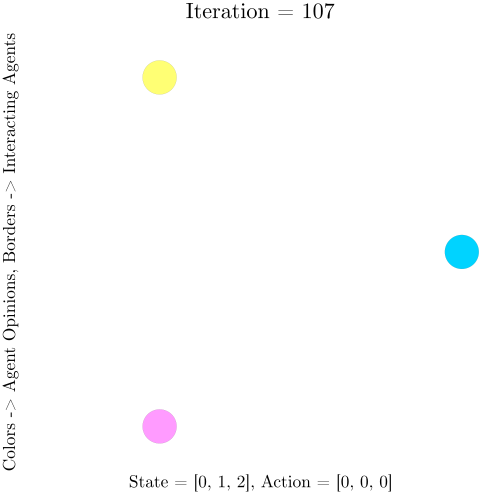 Iteration = 107
Colors -> Agent Opinions, Borders -> Interacting Agents
State = [0, 1, 2], Action = [0, 0, 0]